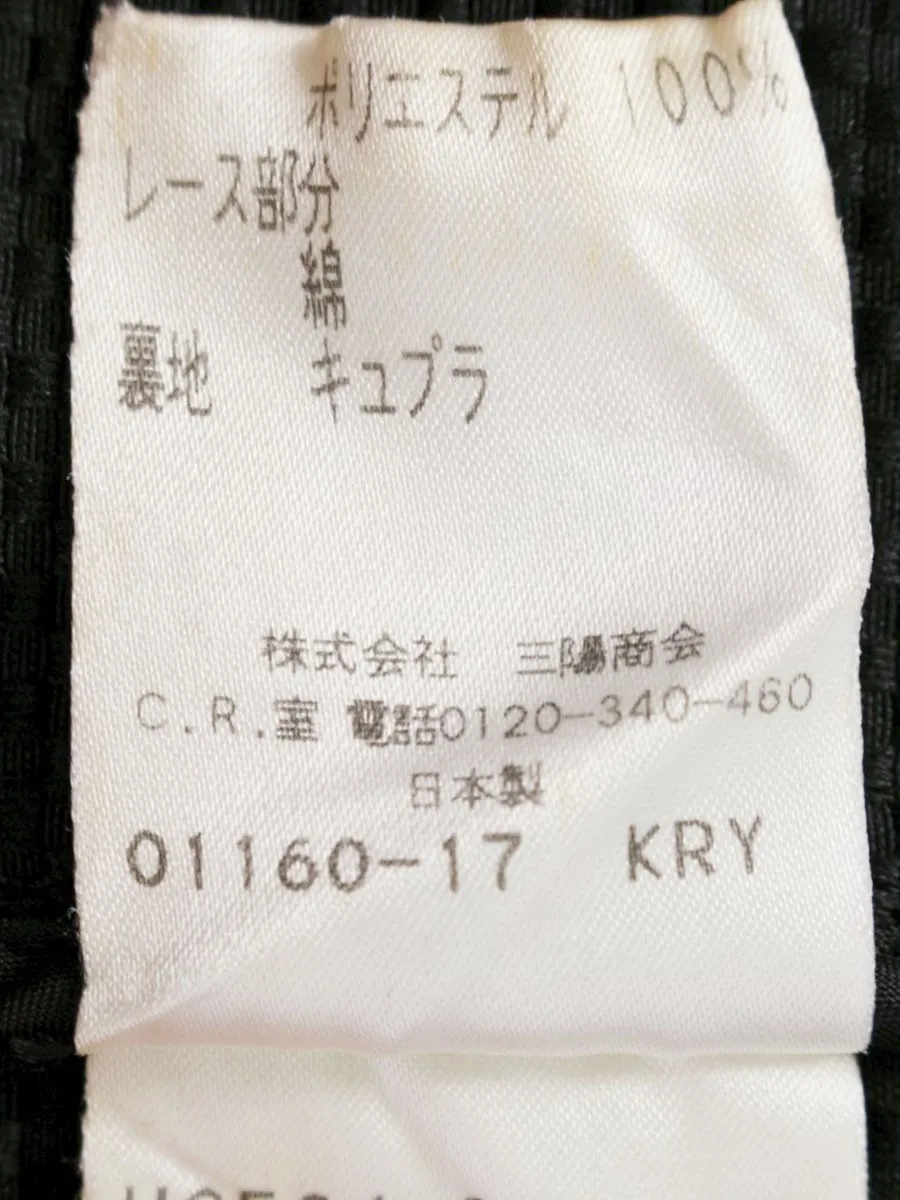 ポリエステル 100%
レース部分
綿
裏地 キュプラ
株式会社 三陽商会
C.R.室 電話0120-340-460
日本製
01160-17 KRY